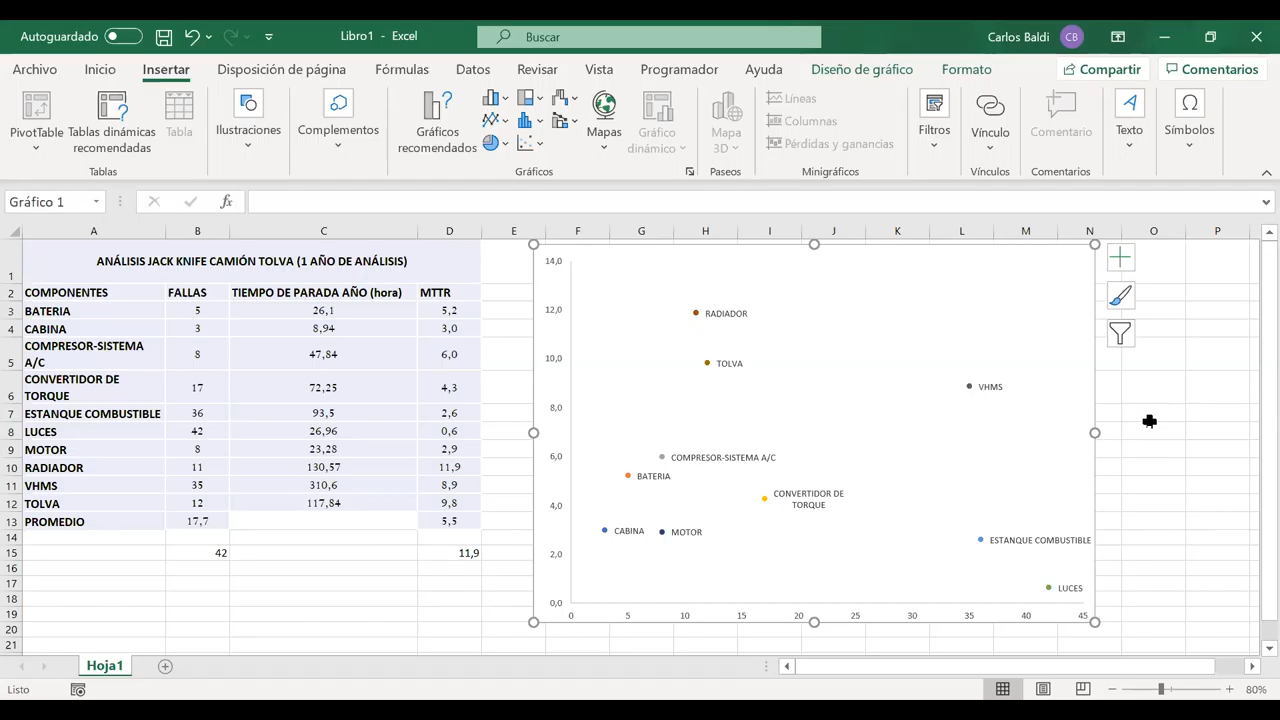 Autoguardado
Libro1 - Excel
Buscar
Carlos Baldi CB
Archivo Inicio Insertar Disposición de página Fórmulas Datos Revisar Vista Programador Ayuda Diseño de gráfico Formato Compartir Comentarios
PivotTable
Tablas dinámicas
recomendadas
Tabla
Tablas
Ilustraciones
Complementos
Gráficos
recomendados
Mapas
Gráfico
dinámico
Gráficos
Mapa
3D
Paseos
Líneas
Columnas
Pérdidas y ganancias
Minigráficos
Filtros
Vínculo
Vínculos
Comentario
Comentarios
Texto
Símbolos
Gráfico 1
fx
A B C D E F G H I J K L M N O P
1 ANÁLISIS JACK KNIFE CAMIÓN TOLVA (1 AÑO DE ANÁLISIS)
2 COMPONENTES FALLAS TIEMPO DE PARADA AÑO (hora) MTTR
3 BATERIA 5 26,1 5,2
4 CABINA 3 8,94 3,0
5 COMPRESOR-SISTEMA
A/C 8 47,84 6,0
6 CONVERTIDOR DE
TORQUE 17 72,25 4,3
7 ESTANQUE COMBUSTIBLE 36 93,5 2,6
8 LUCES 42 26,96 0,6
9 MOTOR 8 23,28 2,9
10 RADIADOR 11 130,57 11,9
11 VHMS 35 310,6 8,9
12 TOLVA 12 117,84 9,8
13 PROMEDIO 17,7 5,5
14
15 42 11,9
16
17
18
19
20
21
14,0
12,0
10,0
8,0
6,0
4,0
2,0
0,0
RADIADOR
TOLVA
VHMS
COMPRESOR-SISTEMA A/C
BATERIA
CONVERTIDOR DE
TORQUE
CABINA
MOTOR
ESTANQUE COMBUSTIBLE
LUCES
0 5 10 15 20 25 30 35 40 45
Hoja1
Listo
80%